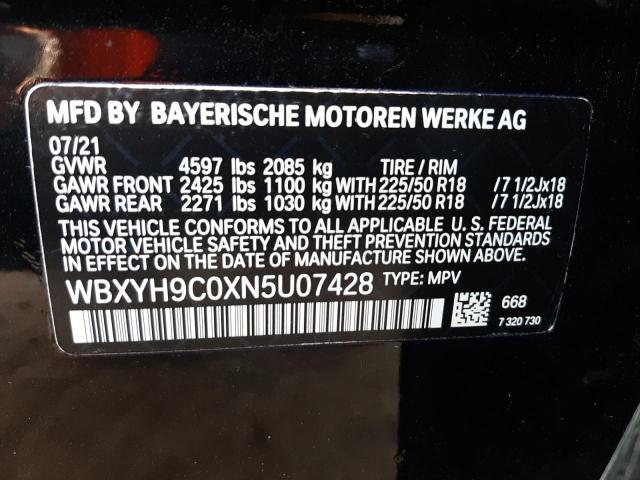 MFD BY BAYERISCHE MOTOREN WERKE AG
07/21
GVWR 4597 lbs 2085 kg TIRE / RIM
GAWR FRONT 2425 lbs 1100 kg WITH 225/50 R18 /7 1/2Jx18
GAWR REAR 2271 lbs 1030 kg WITH 225/50 R18 /7 1/2Jx18
THIS VEHICLE CONFORMS TO ALL APPLICABLE U. S. FEDERAL
MOTOR VEHICLE SAFETY AND THEFT PREVENTION STANDARDS
IN EFFECT ON THE DATE OF MANUFACTURE SHOWN ABOVE.
WBXYH9C0XN5U07428 TYPE: MPV
668
7 320 730